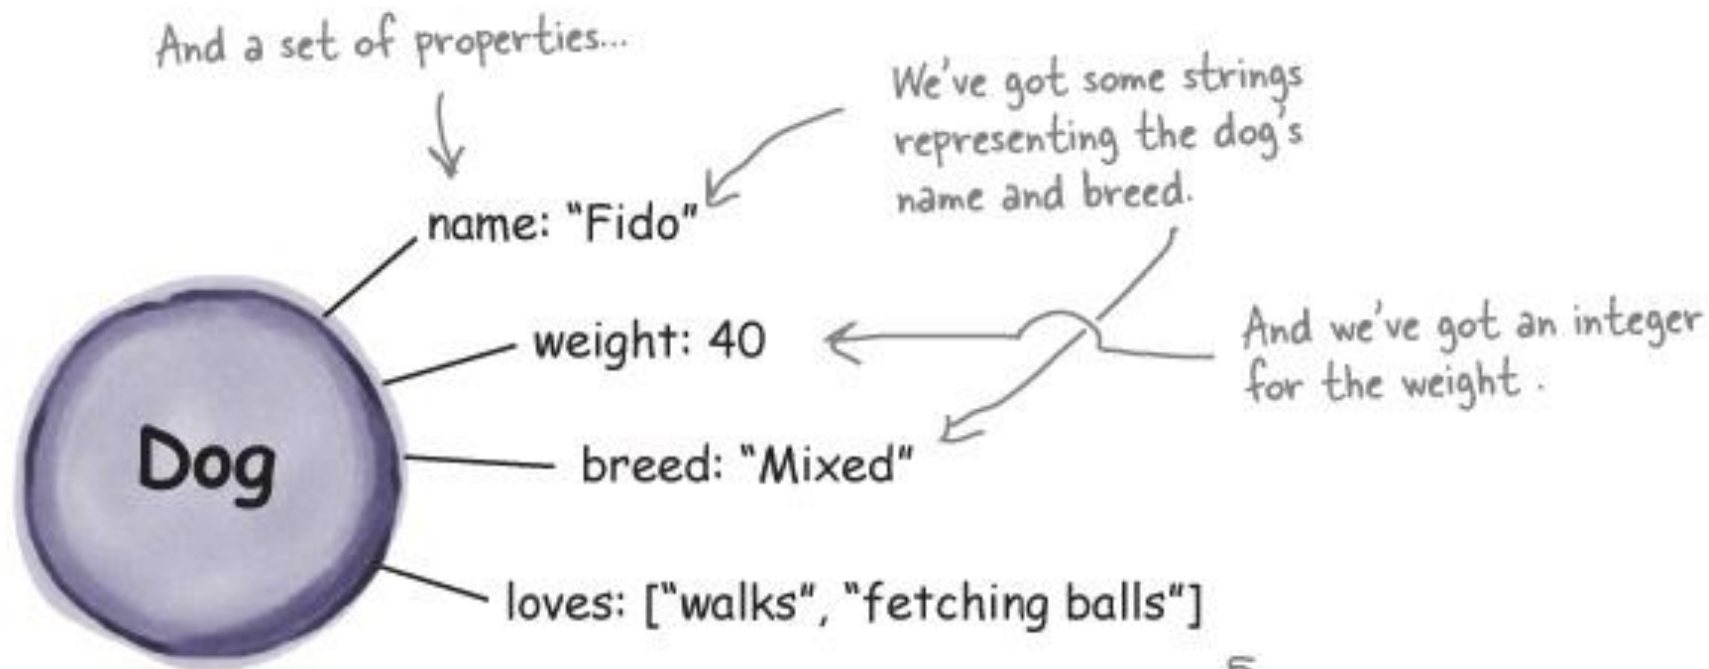 And a set of properties...
We've got some strings
representing the dog's
name and breed.
name: “Fido”
weight: 40
And we've got an integer
for the weight.
breed: “Mixed”
Dog
loves: [“walks”, “fetching balls”]